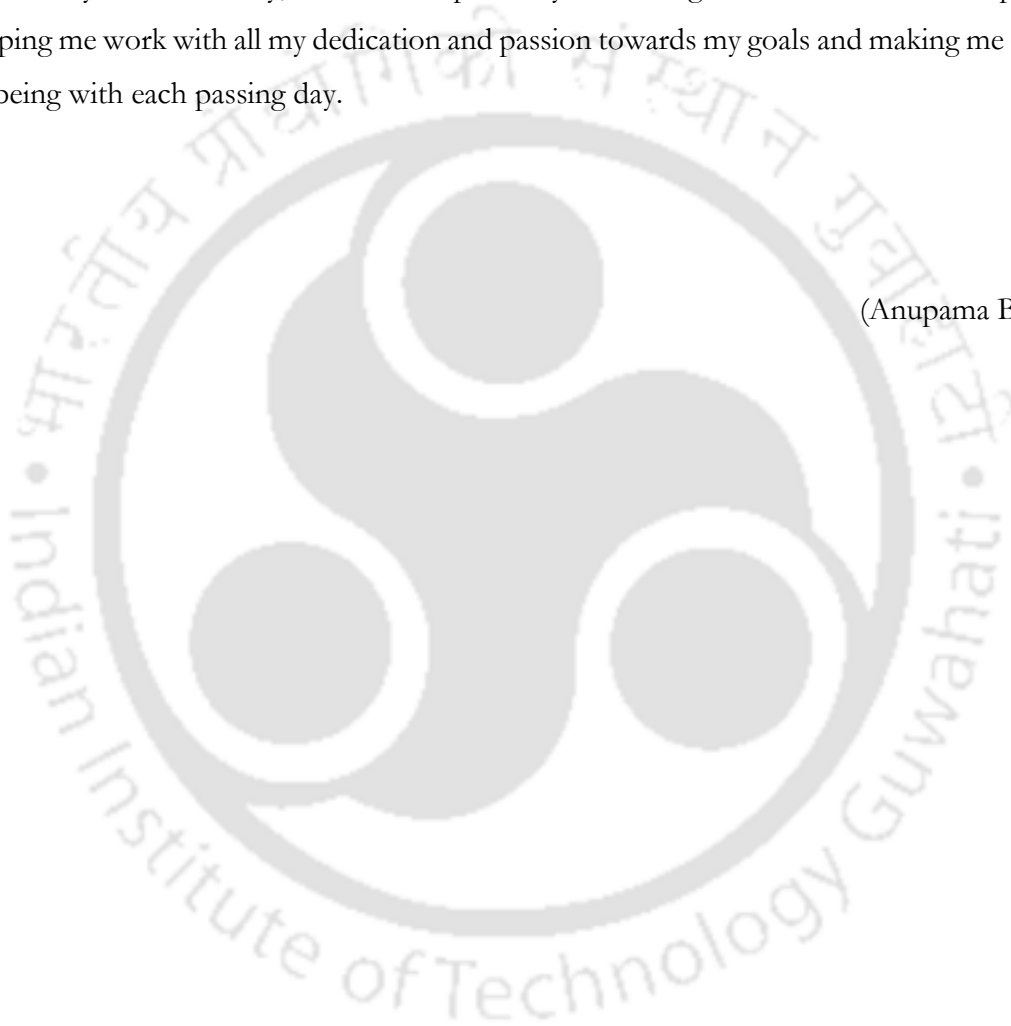 ping me work with all my dedication and passion towards my goals and making me
being with each passing day.
(Anupama B
भारतीय प्रौद्योगिकी संस्थान गुवाहाटी
• Indian Institute of Technology Guwahati •